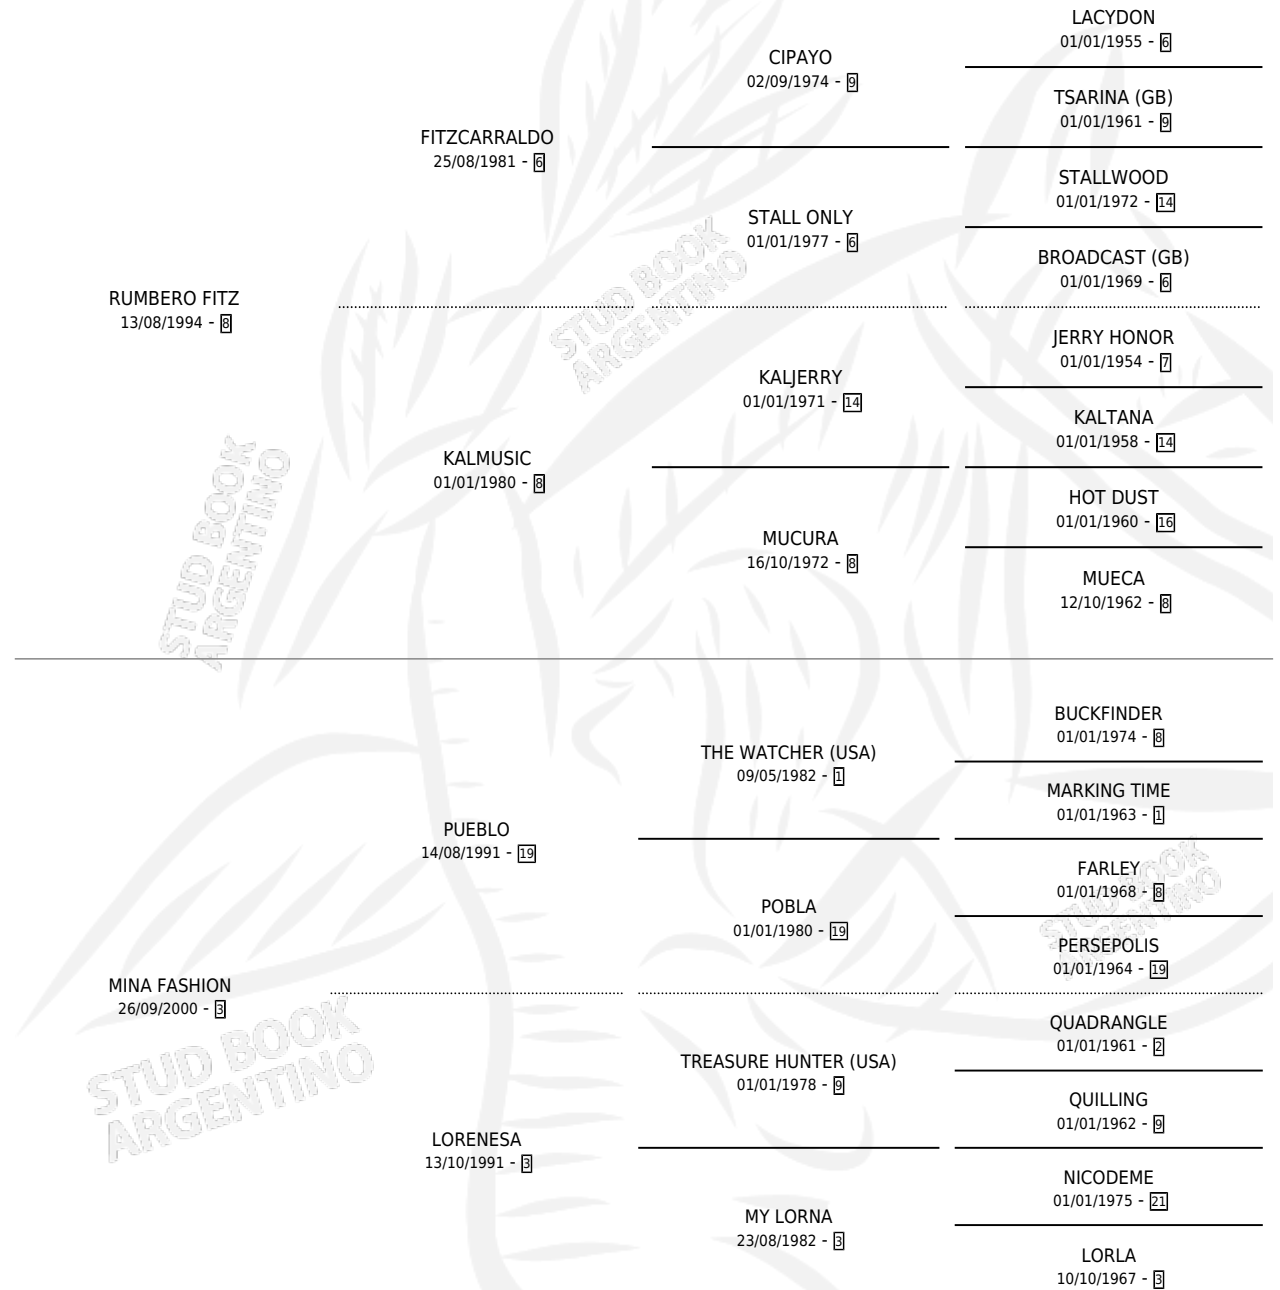 LACYDON
01/01/1955 - 6
CIPAYO
02/09/1974 - 9
TSARINA (GB)
01/01/1961 - 9
FITZCARRALDO
25/08/1981 - 6
STALLWOOD
01/01/1972 - 14
STALL ONLY
01/01/1977 - 6
BROADCAST (GB)
01/01/1969 - 6
RUMBERO FITZ
13/08/1994 - 8
JERRY HONOR
01/01/1954 - 7
KALJERRY
01/01/1971 - 14
KALTANA
01/01/1958 - 14
KALMUSIC
01/01/1980 - 8
HOT DUST
01/01/1960 - 16
MUCURA
16/10/1972 - 8
MUECA
12/10/1962 - 8
STUD BOOK
ARGENTINO
STUD BOOK
ARGENTINO
BUCKFINDER
01/01/1974 - 8
THE WATCHER (USA)
09/05/1982 - 1
MARKING TIME
01/01/1963 - 1
PUEBLO
14/08/1991 - 19
FARLEY
01/01/1968 - 8
POBLA
01/01/1980 - 19
PERSEPOLIS
01/01/1964 - 19
STUD BOOK
ARGENTINO
MINA FASHION
26/09/2000 - 3
QUADRANGLE
01/01/1961 - 2
TREASURE HUNTER (USA)
01/01/1978 - 9
QUILLING
01/01/1962 - 9
LORENESA
13/10/1991 - 3
NICODEME
01/01/1975 - 21
MY LORNA
23/08/1982 - 3
LORLA
10/10/1967 - 3
STUD BOOK
ARGENTINO